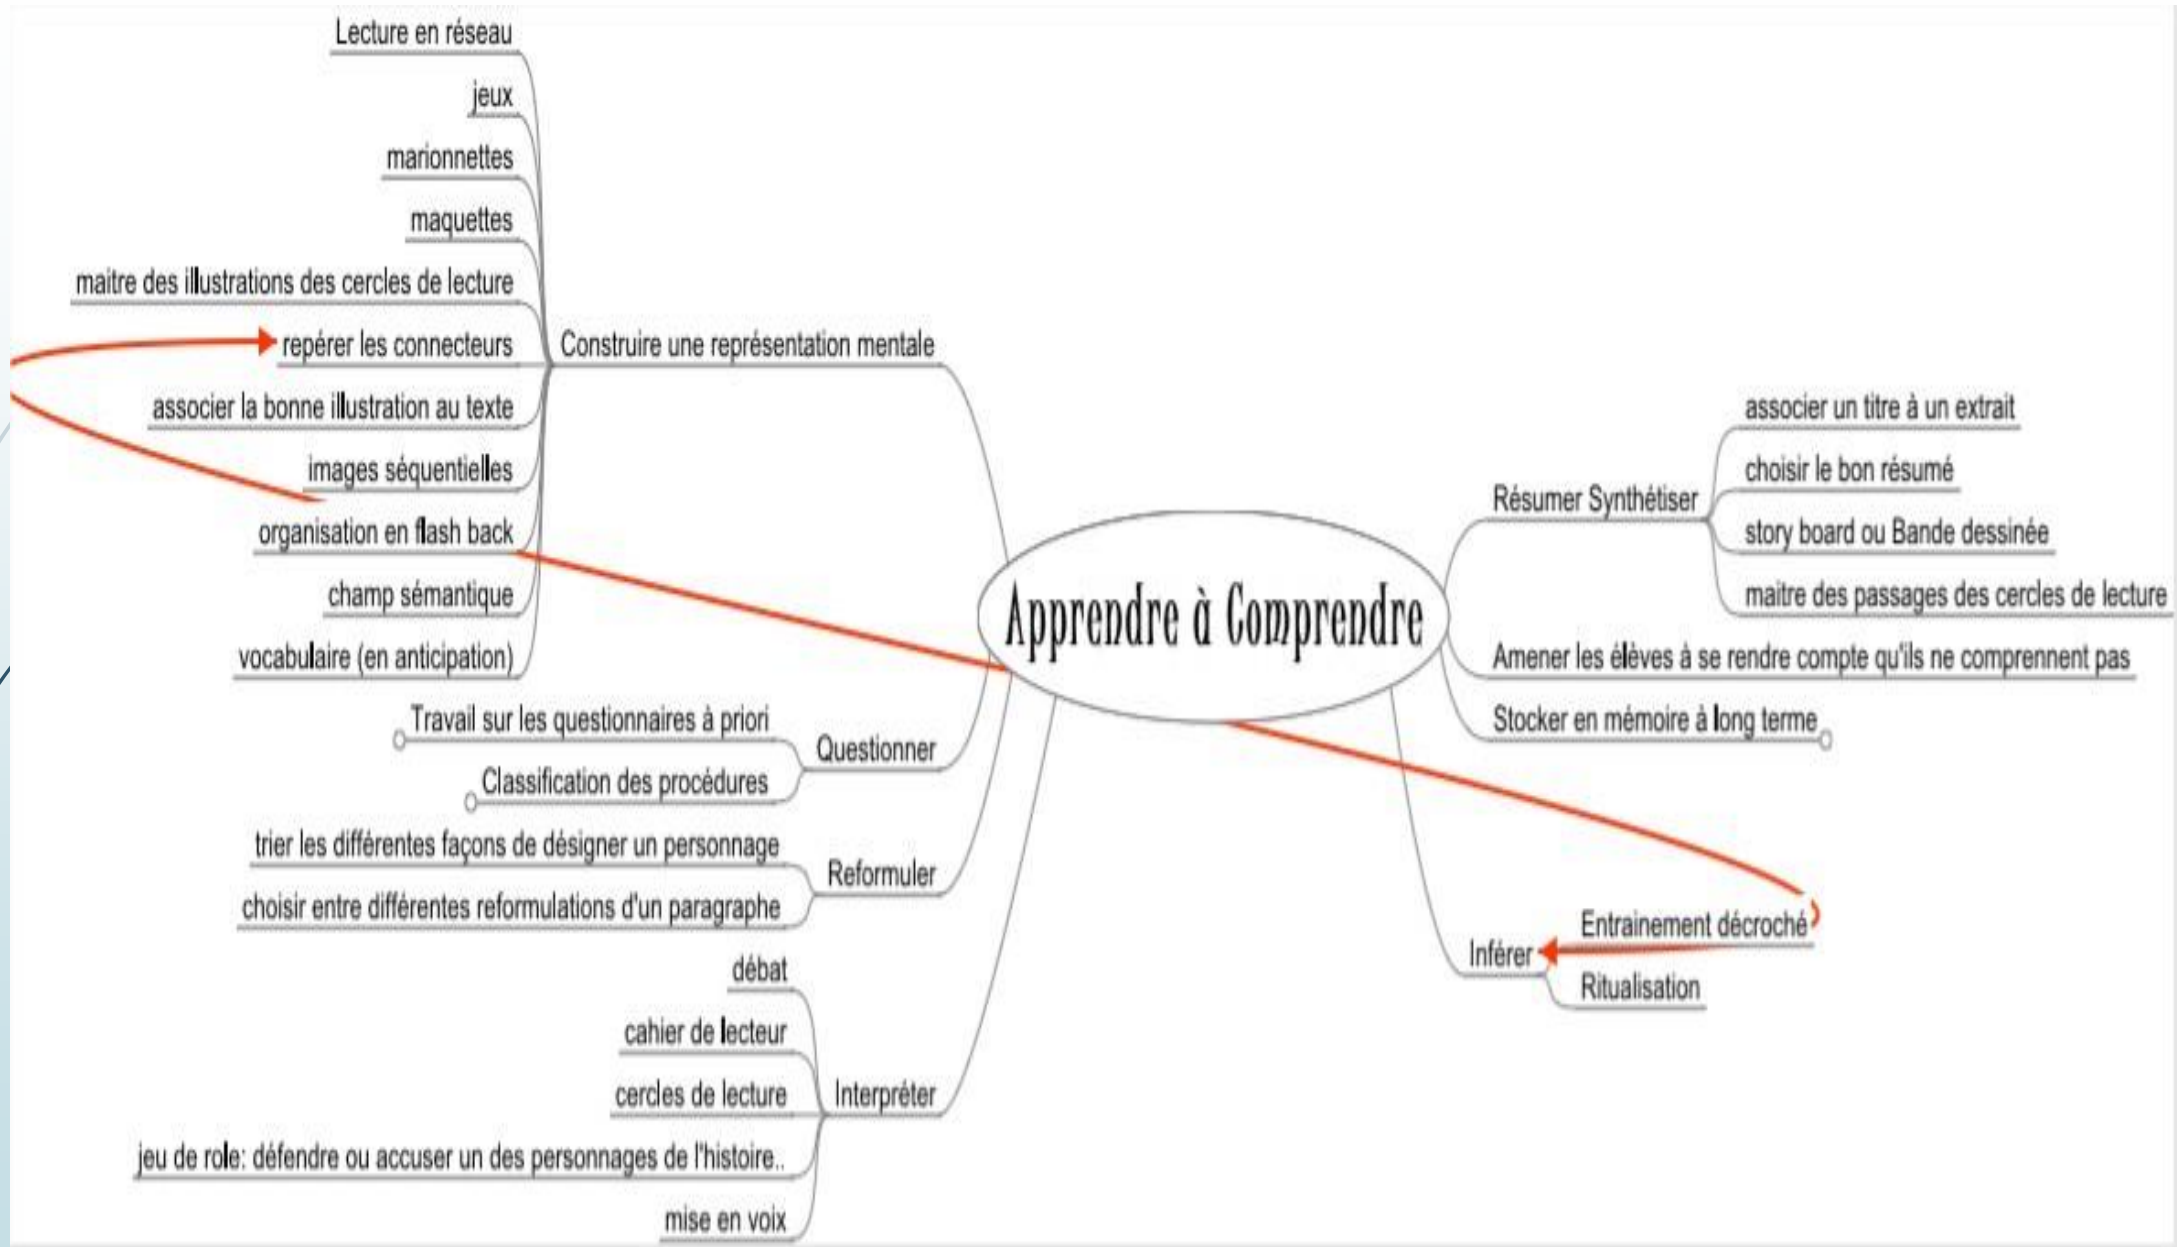 Lecture en réseau
jeux
marionnettes
maquettes
maitre des illustrations des cercles de lecture
repérer les connecteurs
associer la bonne illustration au texte
images séquentielles
organisation en flash back
champ sémantique
vocabulaire (en anticipation)
Construire une représentation mentale
Travail sur les questionnaires à priori
Classification des procédures
Questionner
trier les différentes façons de désigner un personnage
choisir entre différentes reformulations d'un paragraphe
Reformuler
débat
cahier de lecteur
cercles de lecture
jeu de role: défendre ou accuser un des personnages de l'histoire..
mise en voix
Interpréter
Apprendre à Comprendre
Résumer Synthétiser
associer un titre à un extrait
choisir le bon résumé
story board ou Bande dessinée
maitre des passages des cercles de lecture
Amener les élèves à se rendre compte qu'ils ne comprennent pas
Stocker en mémoire à long terme
Inférer
Entrainement décroché
Ritualisation